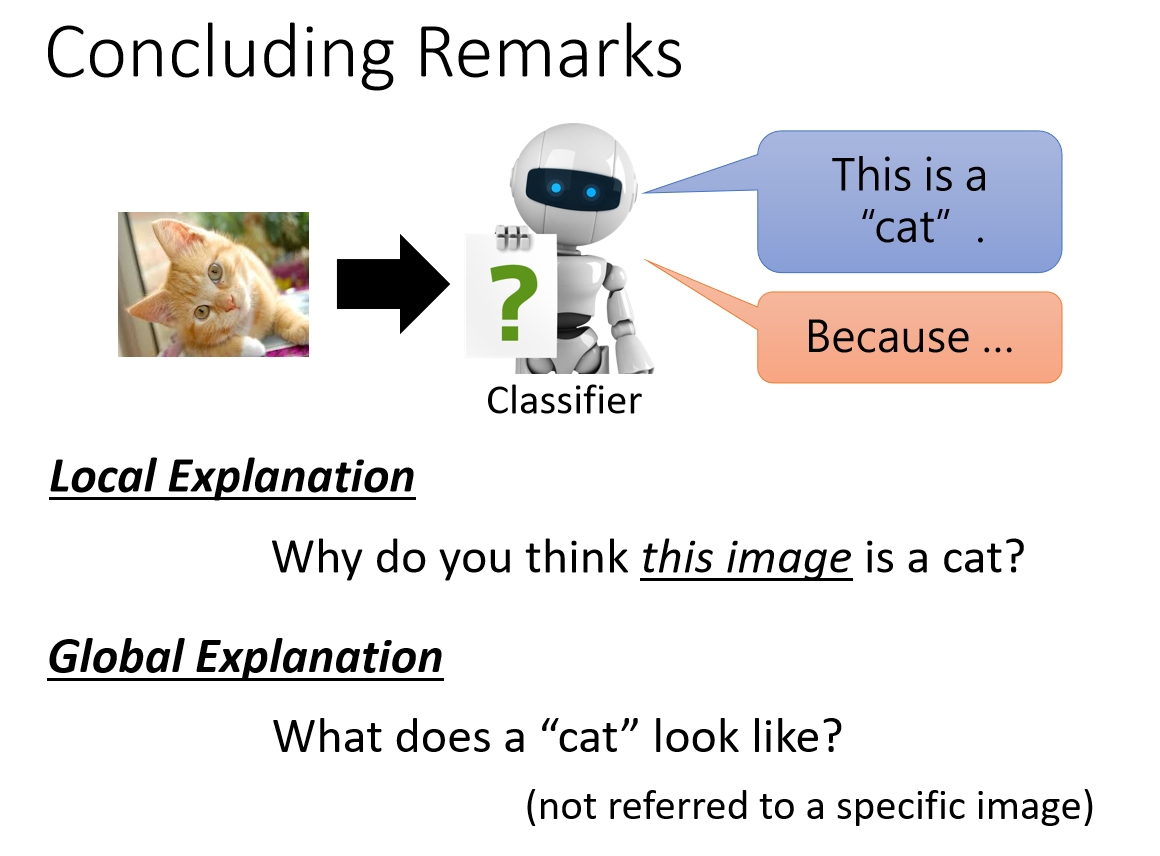 Concluding Remarks
This is a
“cat” .
?
Because …
Classifier
Local Explanation
Why do you think this image is a cat?
Global Explanation
What does a “cat” look like?
(not referred to a specific image)